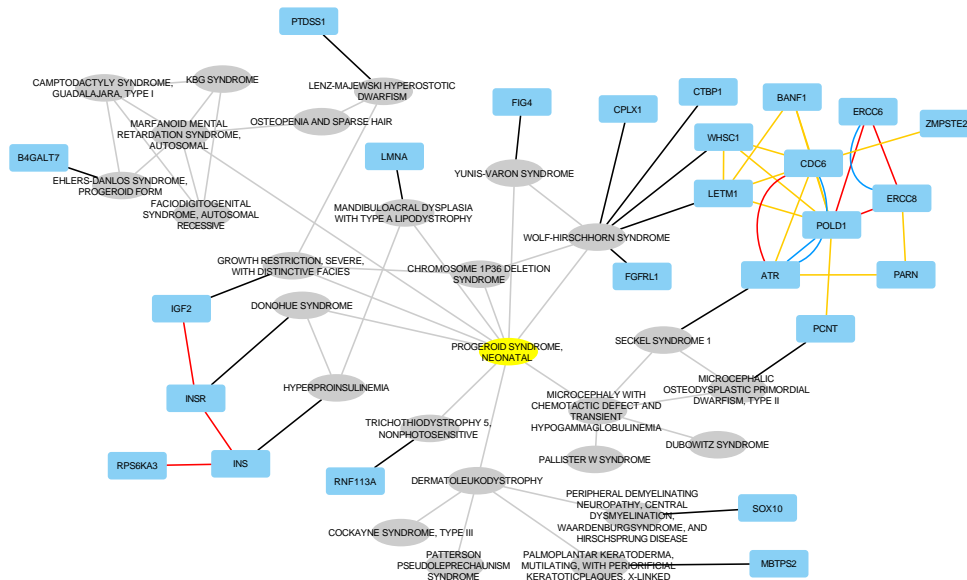 PTDSS1
CAMPTODACTYLY SYNDROME,
GUADALAJARA, TYPE I
KBG SYNDROME
LENZ-MAJEWSKI HYPEROSTOTIC
DWARFISM
FIG4
CPLX1
CTBP1
BANF1
ERCC6
ZMPSTE2
MARFANOID MENTAL
RETARDATION SYNDROME,
AUTOSOMAL
OSTEOPENIA AND SPARSE HAIR
WHSC1
B4GALT7
LMNA
CDC6
EHLERS-DANLOS SYNDROME,
PROGEROID FORM
YUNIS-VARON SYNDROME
LETM1
ERCC8
FACIODIGITOGENITAL
SYNDROME, AUTOSOMAL
RECESSIVE
MANDIBULOACRAL DYSPLASIA
WITH TYPE A LIPODYSTROPHY
POLD1
WOLF-HIRSCHHORN SYNDROME
GROWTH RESTRICTION, SEVERE,
WITH DISTINCTIVE FACIES
CHROMOSOME 1P36 DELETION
SYNDROME
FGFRL1
ATR
PARN
IGF2
DONOHUE SYNDROME
PCNT
PROGEROID SYNDROME,
NEONATAL
SECKEL SYNDROME 1
INSR
HYPERPROINSULINEMIA
MICROCEPHALY WITH
CHEMOTACTIC DEFECT AND
TRANSIENT
HYPOGAMMAGLOBULINEMIA
MICROCEPHALIC
OSTEODYSPLASTIC PRIMORDIAL
DWARFISM, TYPE II
TRICHOTHIODYSTROPHY 5,
NONPHOTOSENSITIVE
DUBOWITZ SYNDROME
RPS6KA3
INS
PALLISTER W SYNDROME
RNF113A
DERMATOLEUKODYSTROPHY
PERIPHERAL DEMYELINATING
NEUROPATHY, CENTRAL
DYSMYELINATION,
WAARDENBURGSYNDROME, AND
HIRSCHSPRUNG DISEASE
SOX10
COCKAYNE SYNDROME, TYPE III
PATTERSON
PSEUDOLEPRECHAUNISM
SYNDROME
PALMOPLANTAR KERATODERMA,
MUTILATING, WITH PERIORIFICIAL
KERATOTICPLAQUES, X-LINKED
MBTPS2